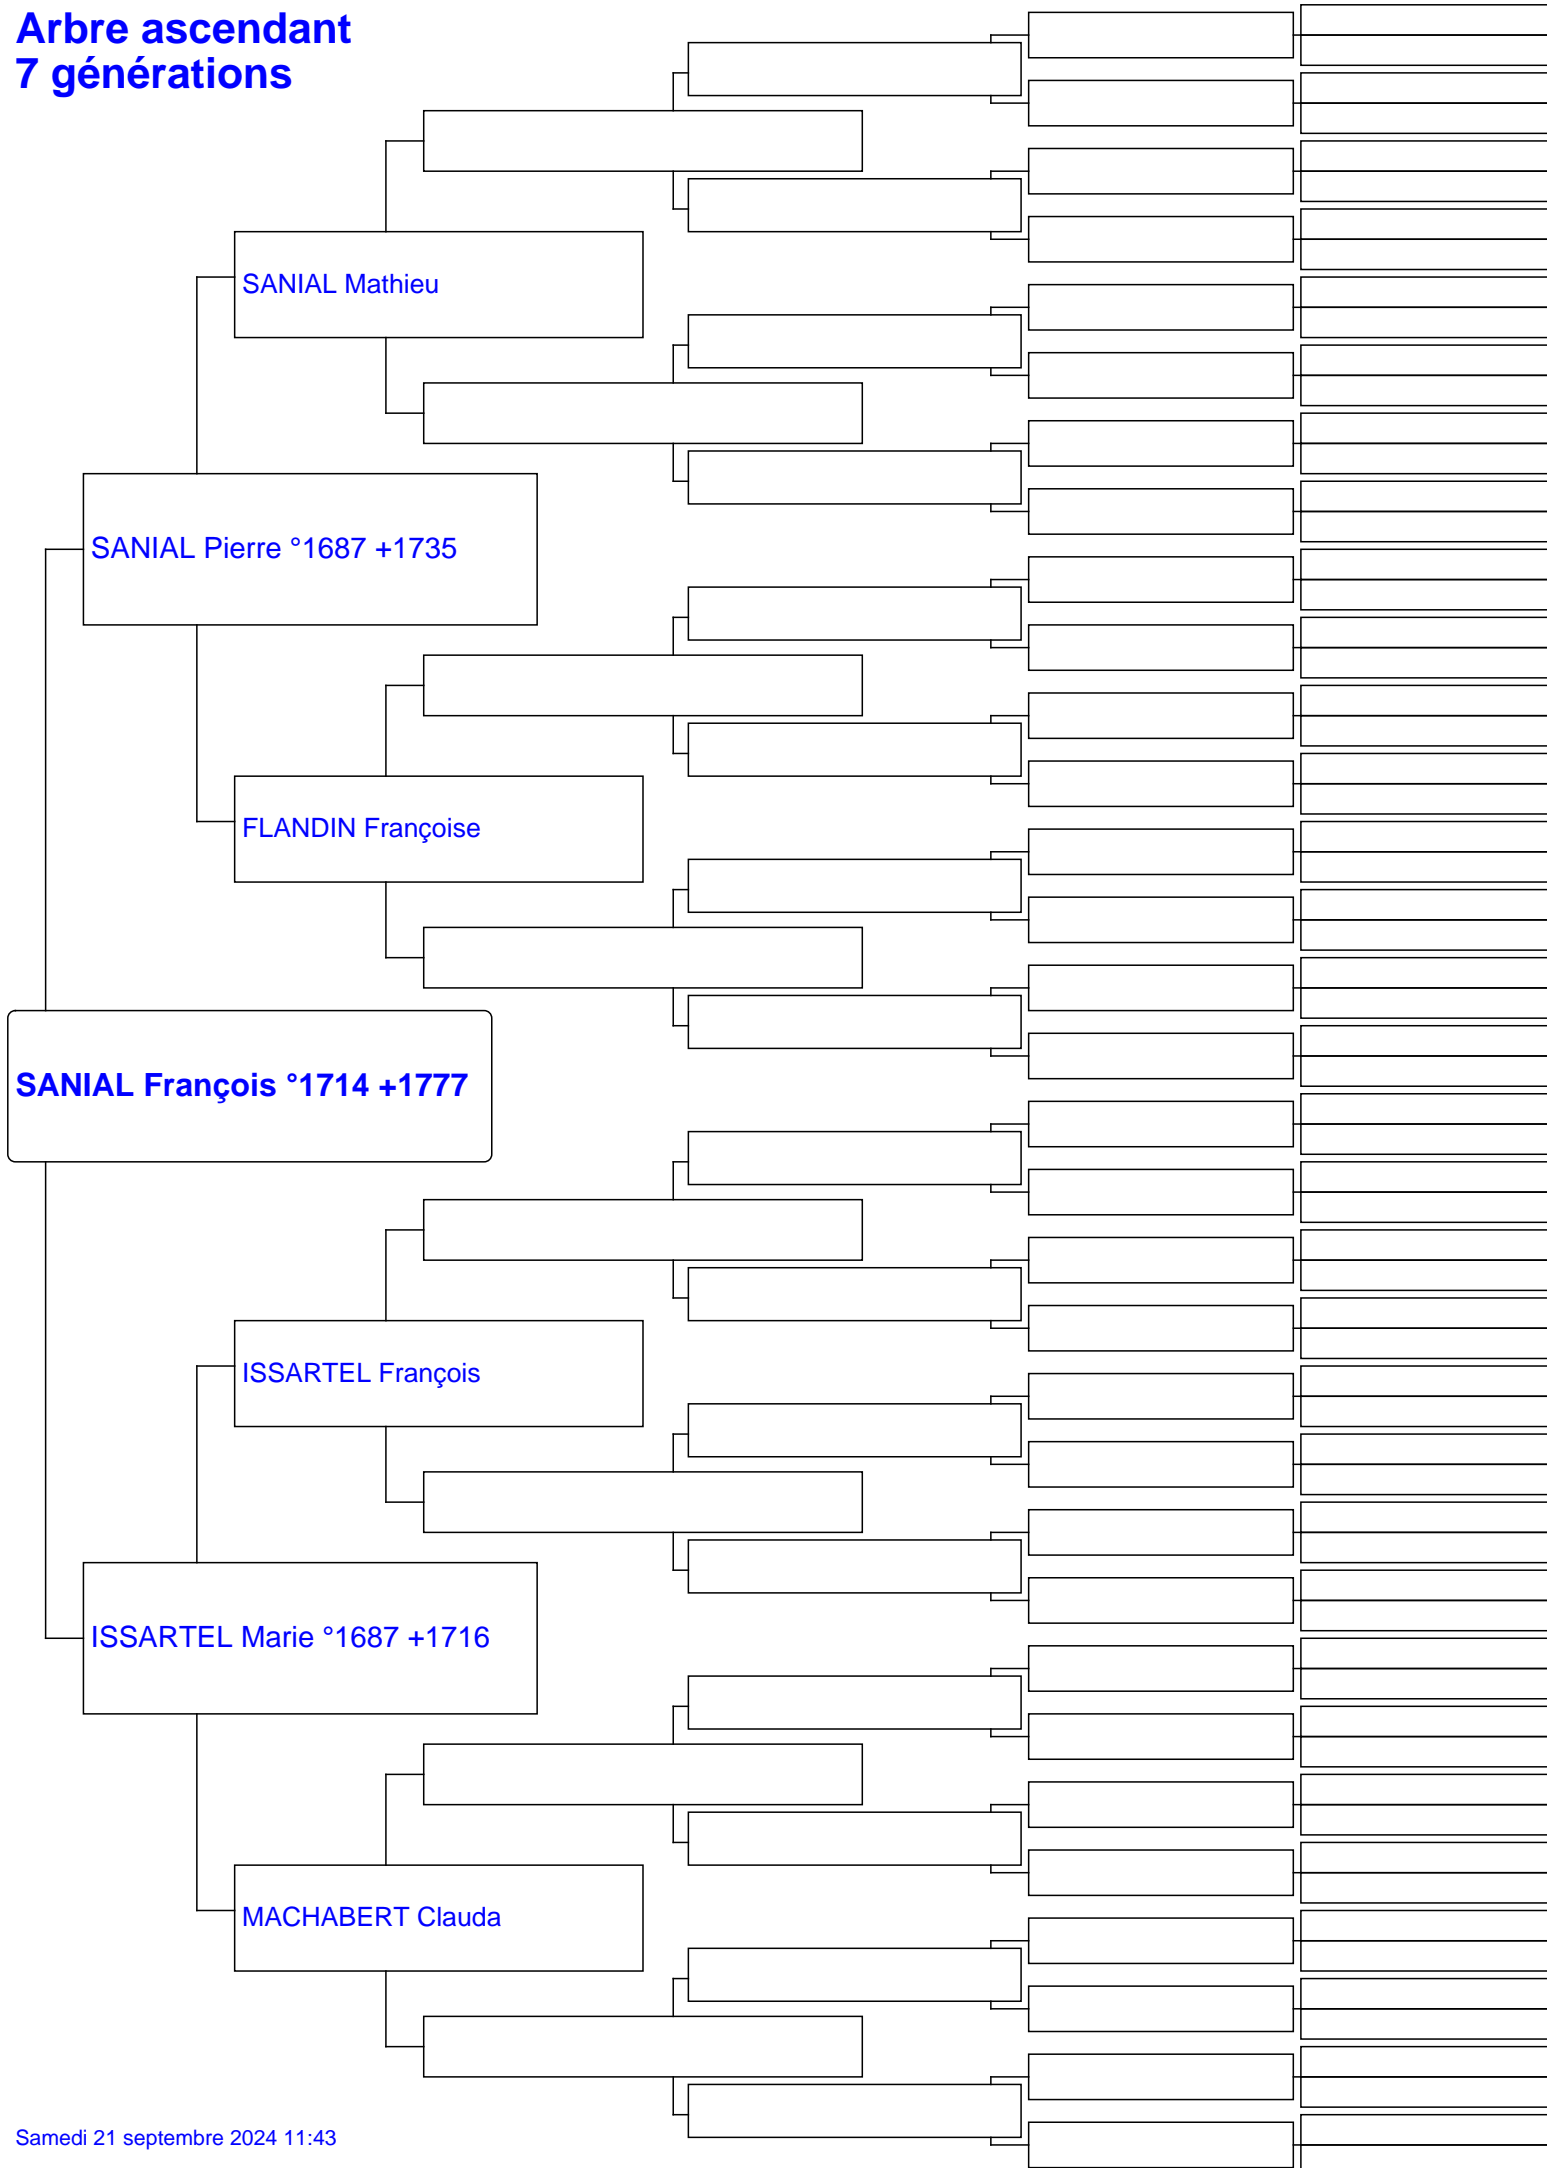 Arbre ascendant
7 générations
SANIAL Mathieu
SANIAL Pierre °1687 +1735
FLANDIN Françoise
SANIAL François °1714 +1777
ISSARTEL François
ISSARTEL Marie °1687 +1716
MACHABERT Clauda
Samedi 21 septembre 2024 11:43